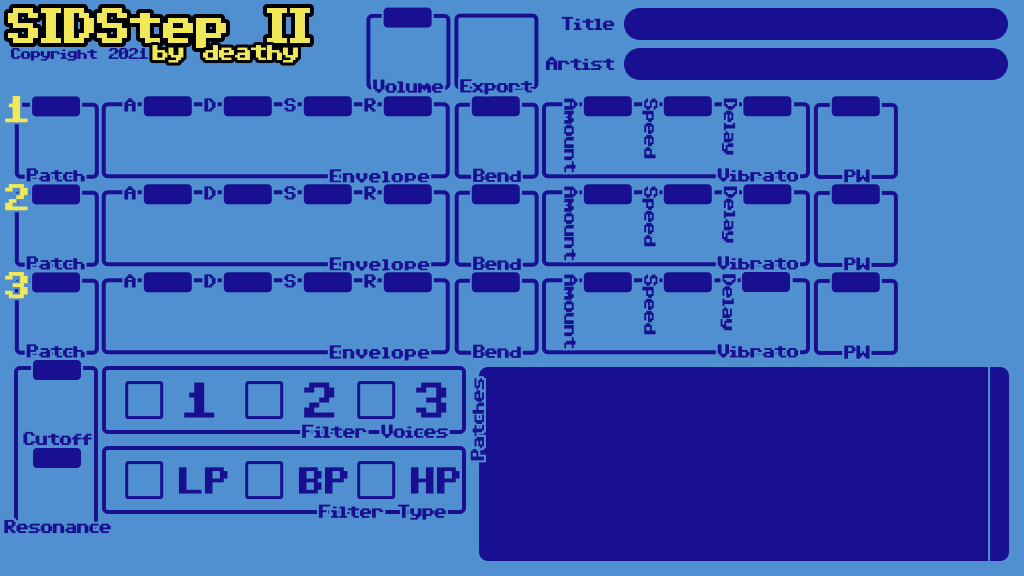 SIDStep II
Copyright 2021 by deathy
Volume
Export
Title
Artist
1
Patch
A D S R
Envelope
Bend
Amount
Speed
Delay
Vibrato
PW
2
Patch
A D S R
Envelope
Bend
Amount
Speed
Delay
Vibrato
PW
3
Patch
A D S R
Envelope
Bend
Amount
Speed
Delay
Vibrato
PW
Cutoff
Resonance
1 2 3
Filter-Voices
LP BP HP
Filter-Type
Patches